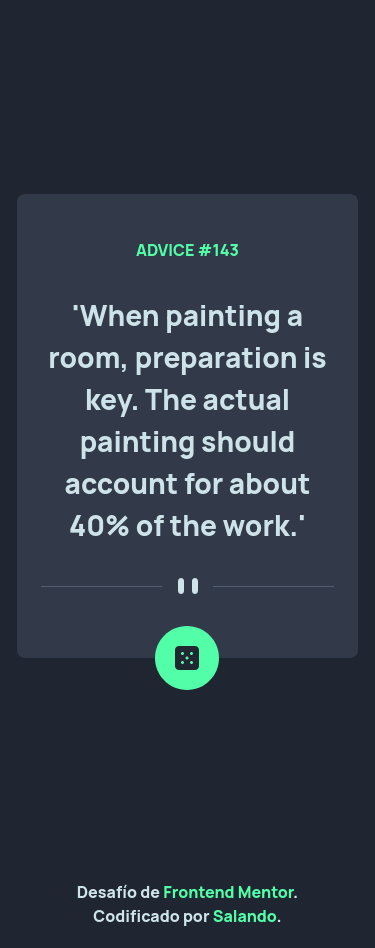 ADVICE #143
'When painting a
room, preparation is
key. The actual
painting should
account for about
40% of the work.'
Desafío de Frontend Mentor.
Codificado por Salando.